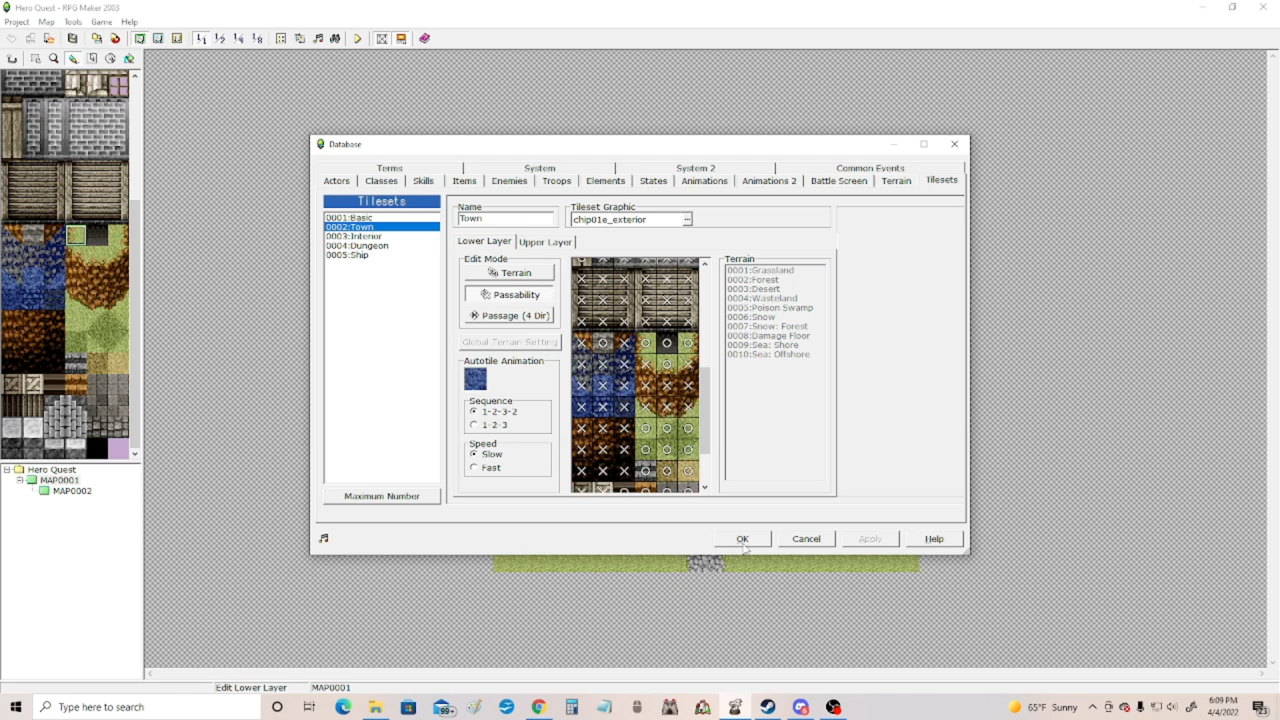 Hero Quest - RPG Maker 2003
Project Map Tools Game Help
Database
Terms System System 2 Common Events
Actors Classes Skills Items Enemies Troops Elements States Animations Animations 2 Battle Screen Terrain Tilesets
Tilesets
0001:Basic
0002:Town
0003:Interior
0004:Dungeon
0005:Ship
Maximum Number
Name
Town
Tileset Graphic
chip01e_exterior
...
Lower Layer Upper Layer
Edit Mode
Terrain
Passability
Passage (4 Dir)
Global Terrain Setting
Autotile Animation
Sequence
1-2-3-2
1-2-3
Speed
Slow
Fast
Terrain
0001:Grassland
0002:Forest
0003:Desert
0004:Wasteland
0005:Poison Swamp
0006:Snow
0007:Snow: Forest
0008:Damage Floor
0009:Sea: Shore
0010:Sea: Offshore
OK Cancel Apply Help
Hero Quest
MAP0001
MAP0002
Edit Lower Layer MAP0001
Type here to search
99+
65°F Sunny
6:09 PM
4/4/2022